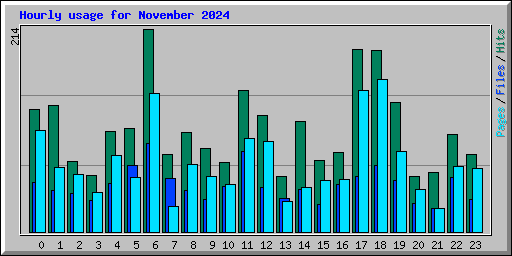 Hourly usage for November 2024
214
Pages / Files / Hits
0 1 2 3 4 5 6 7 8 9 10 11 12 13 14 15 16 17 18 19 20 21 22 23